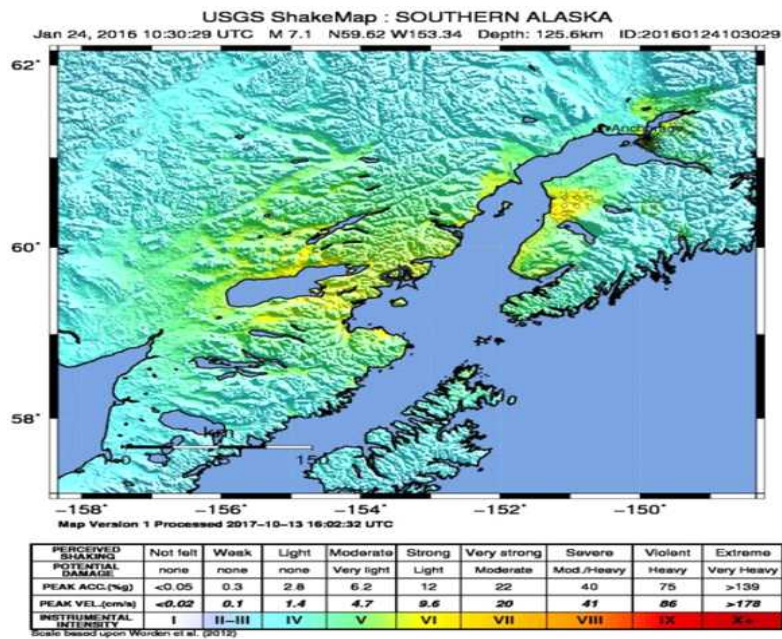 USGS ShakeMap : SOUTHERN ALASKA
Jan 24, 2016 10:30:29 UTC M 7.1 N59.62 W153.34 Depth: 125.6km ID:20160124103029
62°
Anchorage
60°
58°
km
150
−158° −156° −154° −152° −150°
Map Version 1 Processed 2017-10-13 16:02:32 UTC
PERCEIVED SHAKING Not felt Weak Light Moderate Strong Very strong Severe Violent Extreme
POTENTIAL DAMAGE none none none Very light Light Moderate Mod./Heavy Heavy Very Heavy
PEAK ACC.(%g) <0.05 0.3 2.8 6.2 12 22 40 75 >139
PEAK VEL.(cm/s) <0.02 0.1 1.4 4.7 9.6 20 41 86 >178
INSTRUMENTAL INTENSITY I II–III IV V VI VII VIII IX X+
Scale based upon Worden et al. (2012)